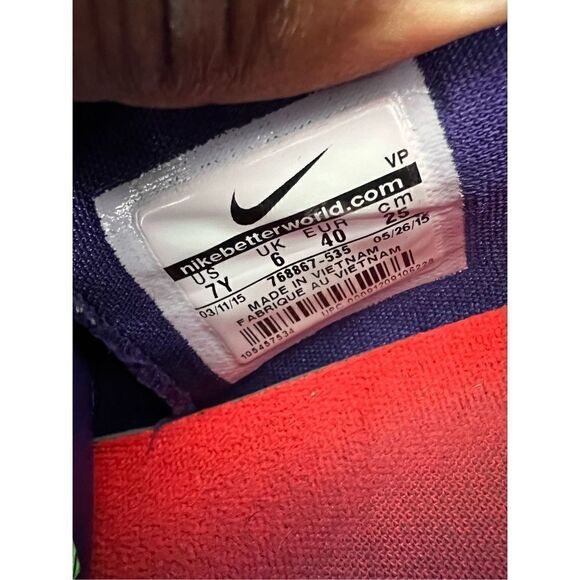 VP
nikebetterworld.com
US UK EUR cm
7Y 6 40 25
03/11/15 768867-535 05/26/15
MADE IN VIETNAM
FABRIQUE AU VIETNAM
105457534